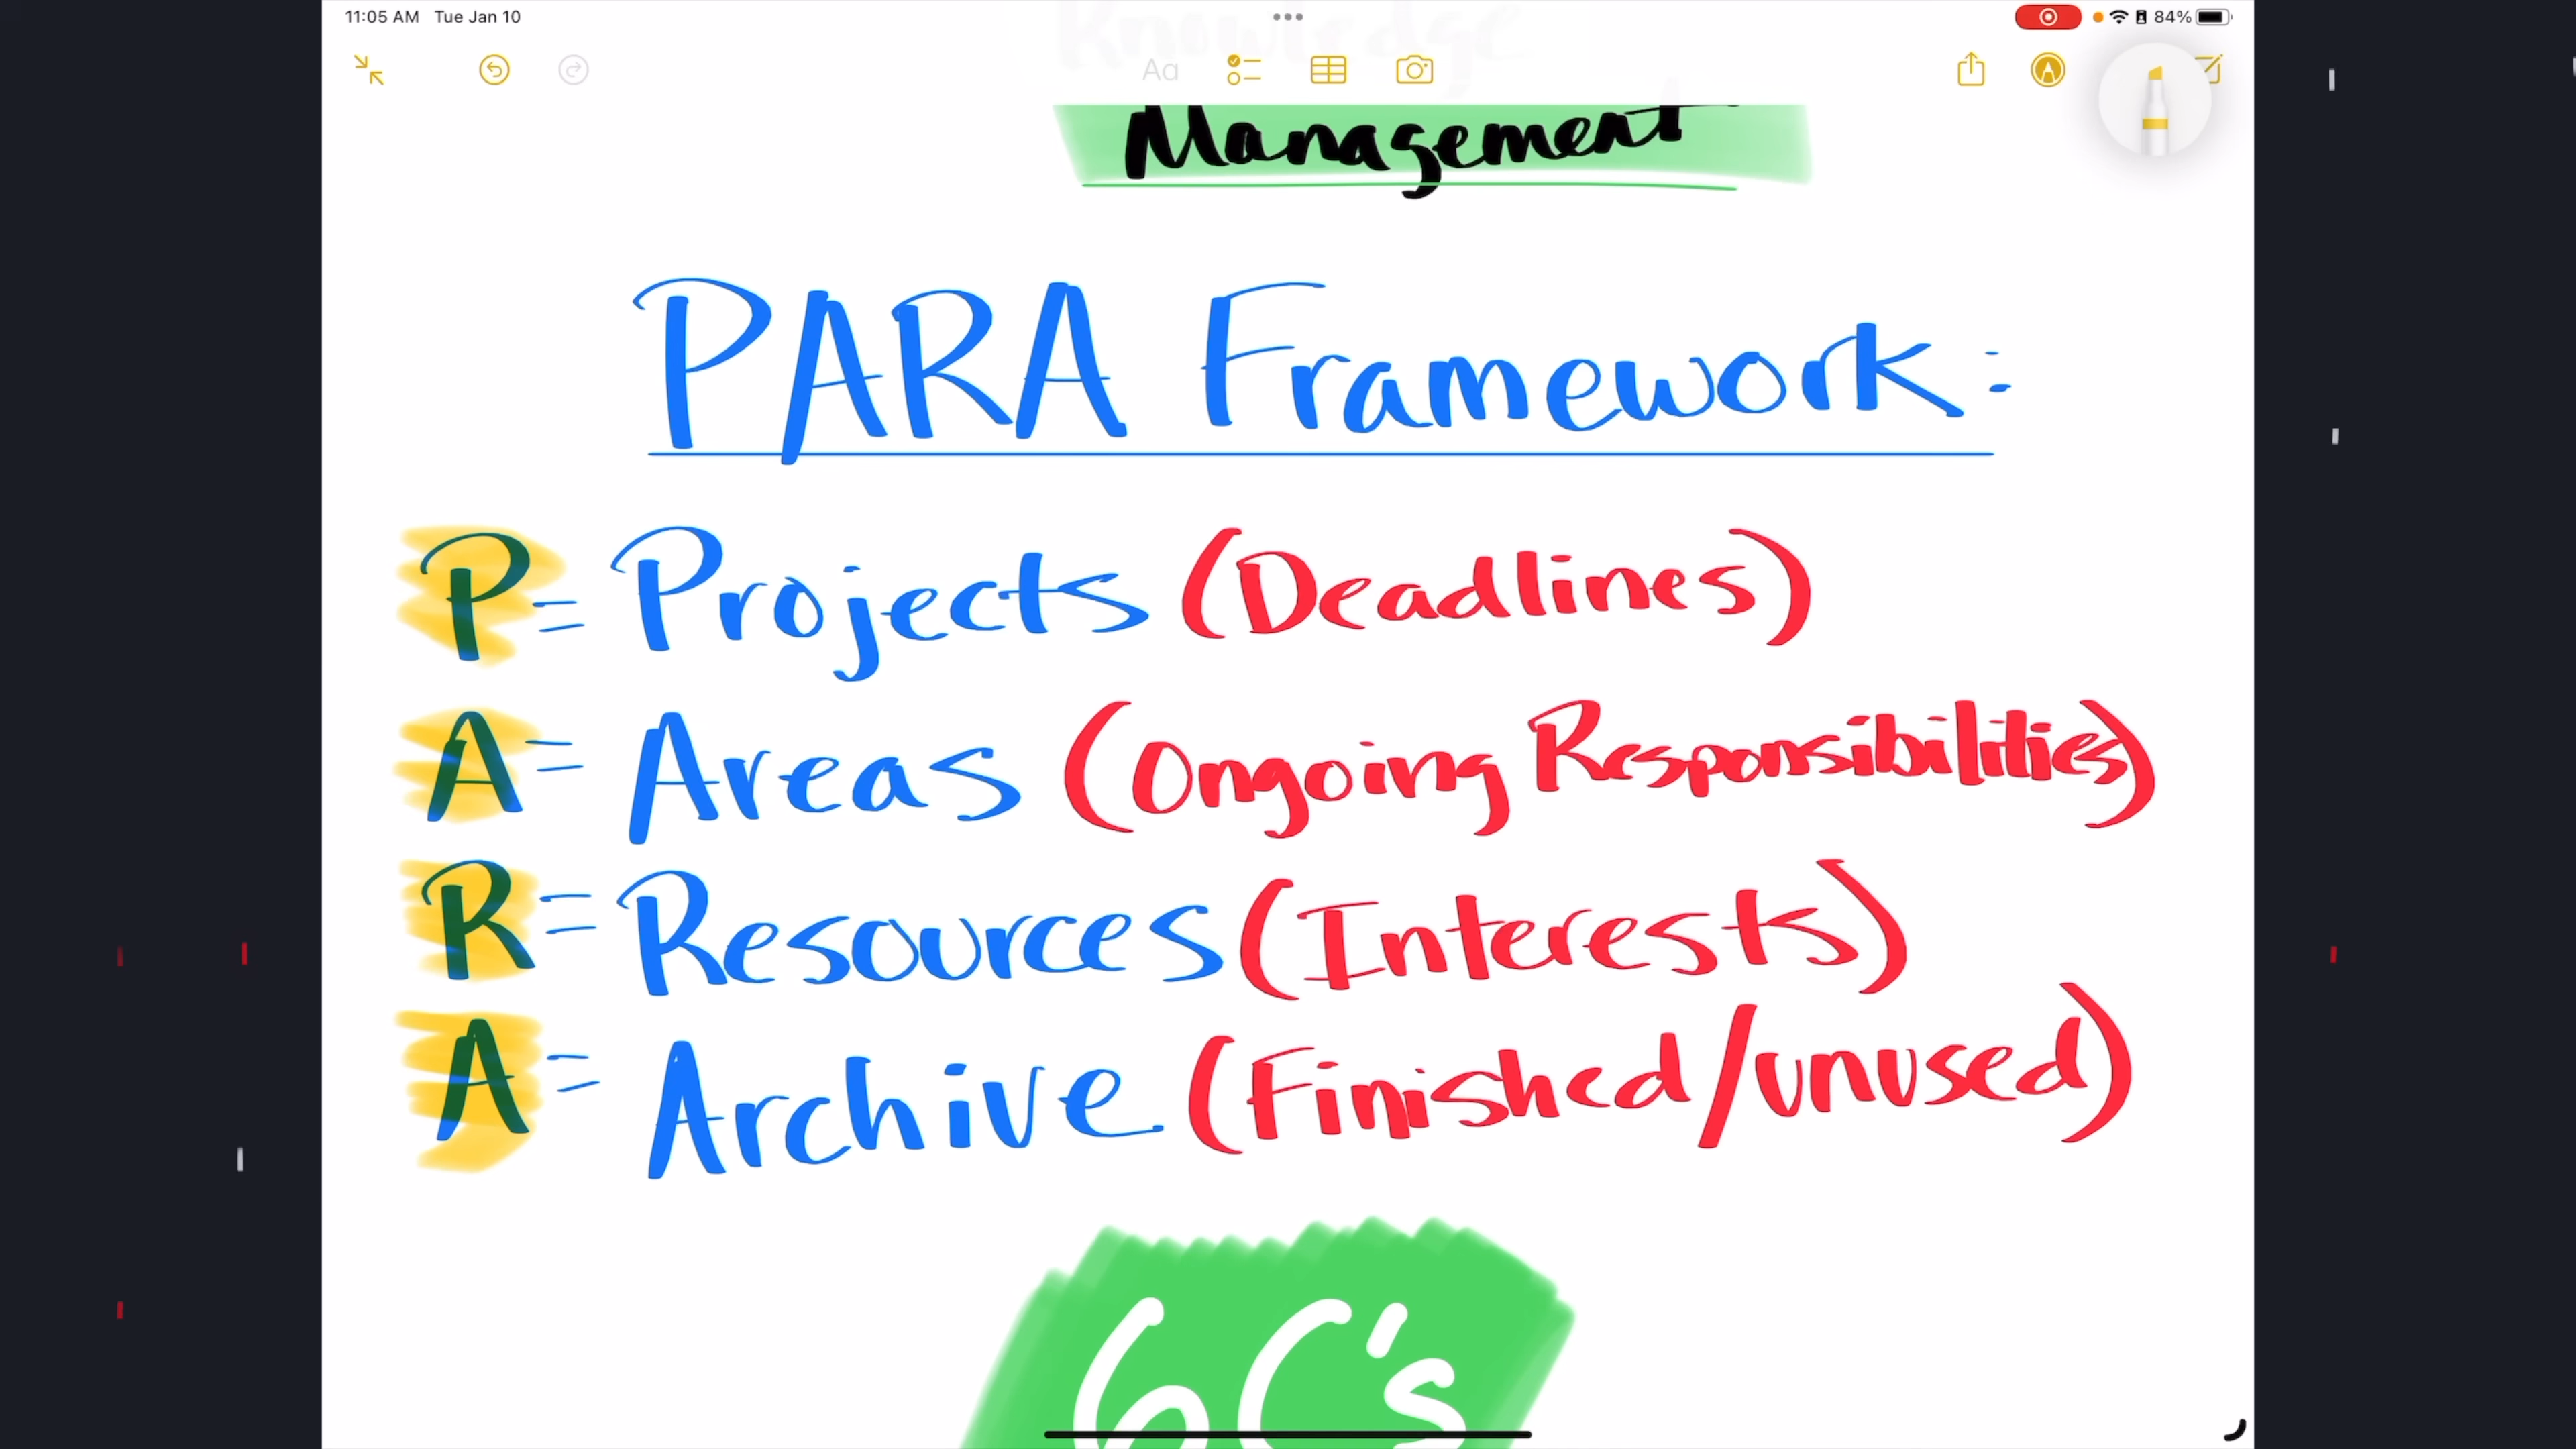 11:05 AM Tue Jan 10
84%
Knowledge
Aa
Management
PARA Framework:
P= Projects (Deadlines)
A= Areas (Ongoing Responsibilities)
R= Resources (Interests)
A= Archive (Finished/unused)
6C's